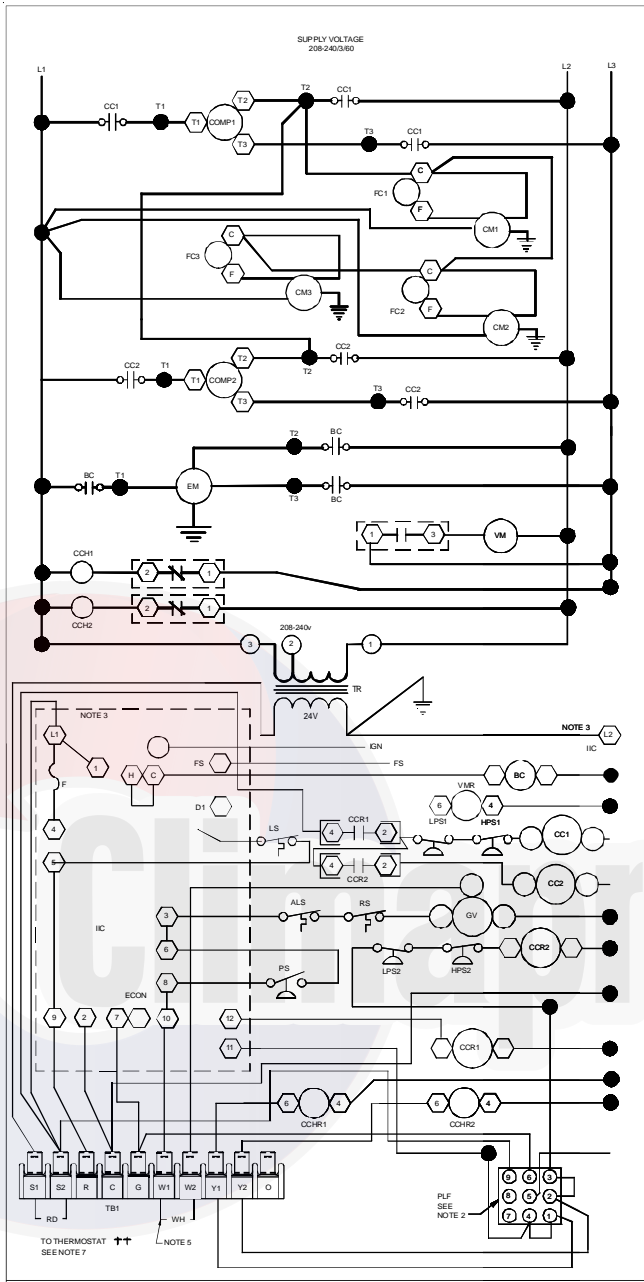 SUPPLY VOLTAGE
208-240/3/60
L1
L2
L3
CC1
T1
T1
COMP1
T2
T3
T2
CC1
T3
CC1
C
FC1
F
CM1
C
FC3
F
CM3
C
FC2
F
CM2
CC2
T1
T1
COMP2
T2
T3
T2
CC2
T3
CC2
T2
BC
BC
T1
EM
T3
BC
1
3
VM
CCH1
2
1
2
1
CCH2
208-240v
3
2
1
TR
24V
NOTE 3
L1
IGN
NOTE 3
L2
IIC
1
H
C
FS
FS
F
BC
VMR
D1
6
4
4
LPS1
HPS1
LS
CCR1
4
2
CC1
5
4
2
CCR2
CC2
IIC
3
ALS
RS
GV
6
LPS2
HPS2
CCR2
8
PS
ECON
9
2
7
10
12
11
CCR1
6
4
CCHR1
6
4
CCHR2
S1
S2
R
C
G
W1
W2
Y1
Y2
O
TB1
RD
WH
TO THERMOSTAT
SEE NOTE 7
NOTE 5
PLF
SEE
NOTE 2
9
6
3
8
5
2
7
4
1
Climapr